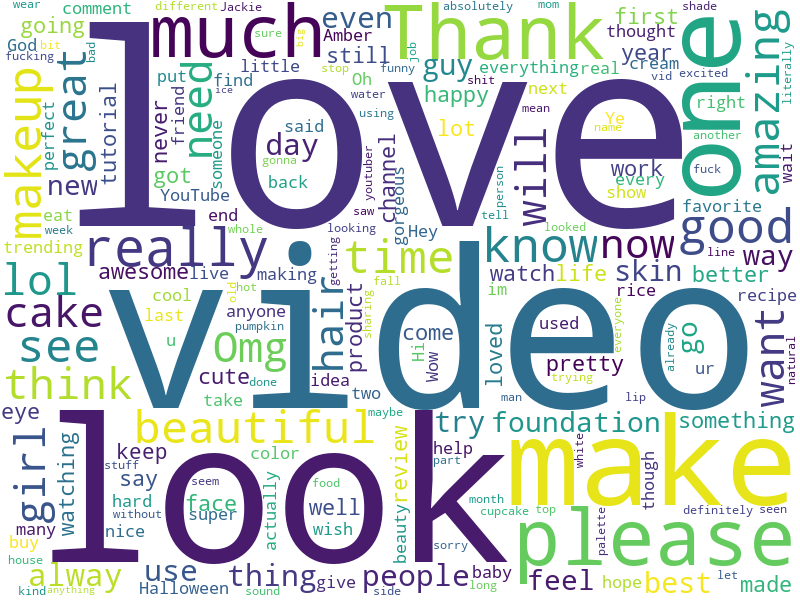 wear
different
Jackie
absolutely
mom
shade
going
comment
sure
big
much
even
Thank
first
one
amazing
literally
God
bit
bad
Amber
thought
year
fucking
put
find
little
still
guy
everything
real
cream
stop
funny
job
Oh
vid
excited
makeup
great
need
love
happy
shit
next
right
perfect
tutorial
never
friend
someone
ice
water
using
lot
mean
Ye
name
another
wait
said
day
gonna
back
channel
youtuber
will
work
fuck
new
got
YouTube
gorgeous
person
every
show
favorite
eat
end
saw
tell
week
whole
looking
Hey
looked
line
good
trending
really
getting
time
know
now
way
lol
awesome
live
making
watch
life
skin
better
cool
old
hot
hair
product
fall
im
rice
recipe
natural
cake
last
anyone
video
sharing
come
loved
used
everyone
already
go
want
see
u
pumpkin
Omg
Hi
Wow
pretty
ur
think
cute
done
idea
two
trying
take
man
lip
eye
beautiful
maybe
try
foundation
something
girl
watching
keep
color
look
review
help
white
make
though
say
stuff
actually
part
hard
seem
food
face
well
beauty
month
many
without
super
cupcake
top
palette
definitely
seen
nice
wish
buy
sorry
please
house
alway
use
thing
people
baby
feel
hope
best
let
made
kind
anything
Halloween
sound
give
side
long